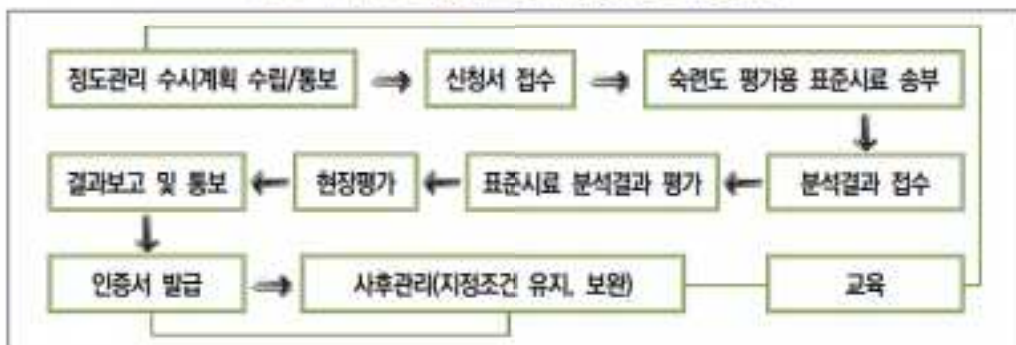 정도관리 수시계획 수립/통보 ⇒ 신청서 접수 ⇒ 숙련도 평가용 표준시료 송부
결과보고 및 통보 ← 현장평가 ← 표준시료 분석결과 평가 ← 분석결과 접수
인증서 발급 ⇒ 사후관리(지정조건 유지, 보완) 교육